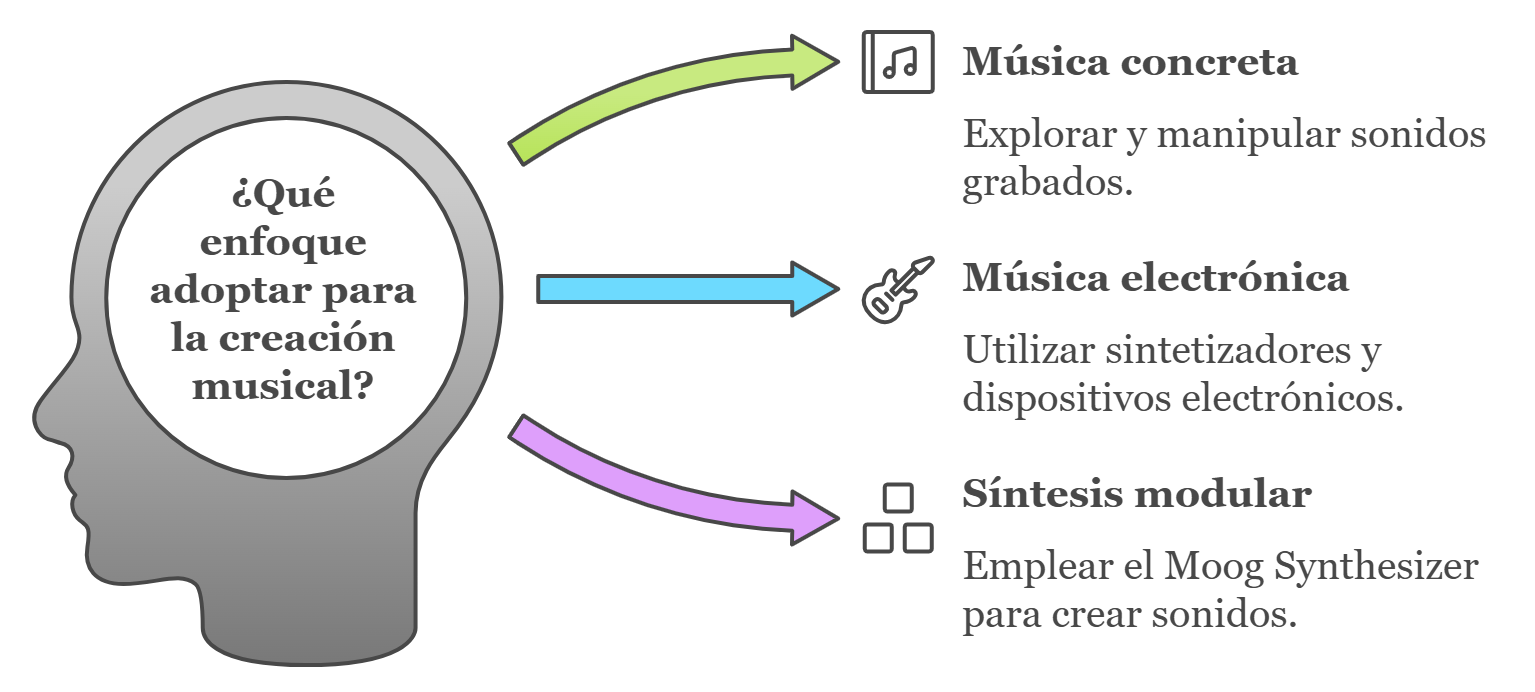 ¿Qué
enfoque
adoptar para
la creación
musical?
Música concreta
Explorar y manipular sonidos
grabados.
Música electrónica
Utilizar sintetizadores y
dispositivos electrónicos.
Síntesis modular
Emplear el Moog Synthesizer
para crear sonidos.